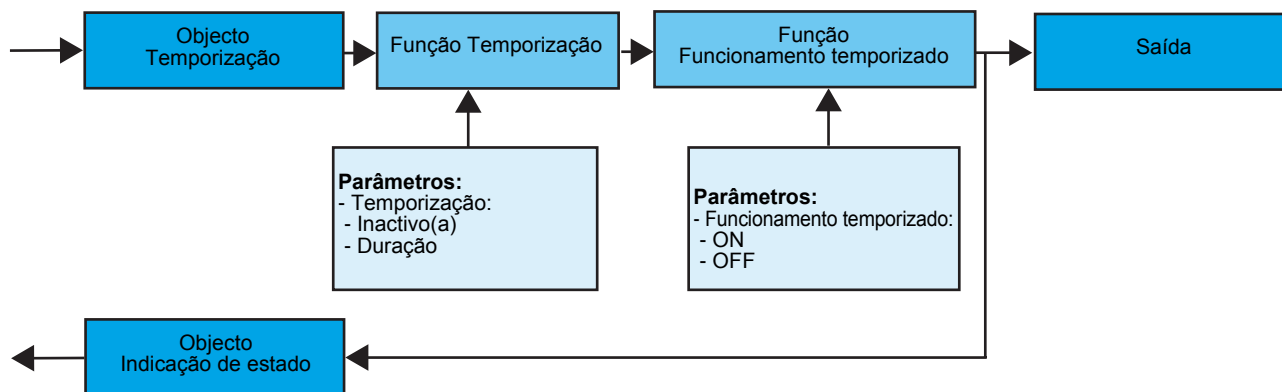 Objecto
Temporização
Função Temporização
Função
Funcionamento temporizado
Saída
Parâmetros:
- Temporização:
- Inactivo(a)
- Duração
Parâmetros:
- Funcionamento temporizado:
- ON
- OFF
Objecto
Indicação de estado